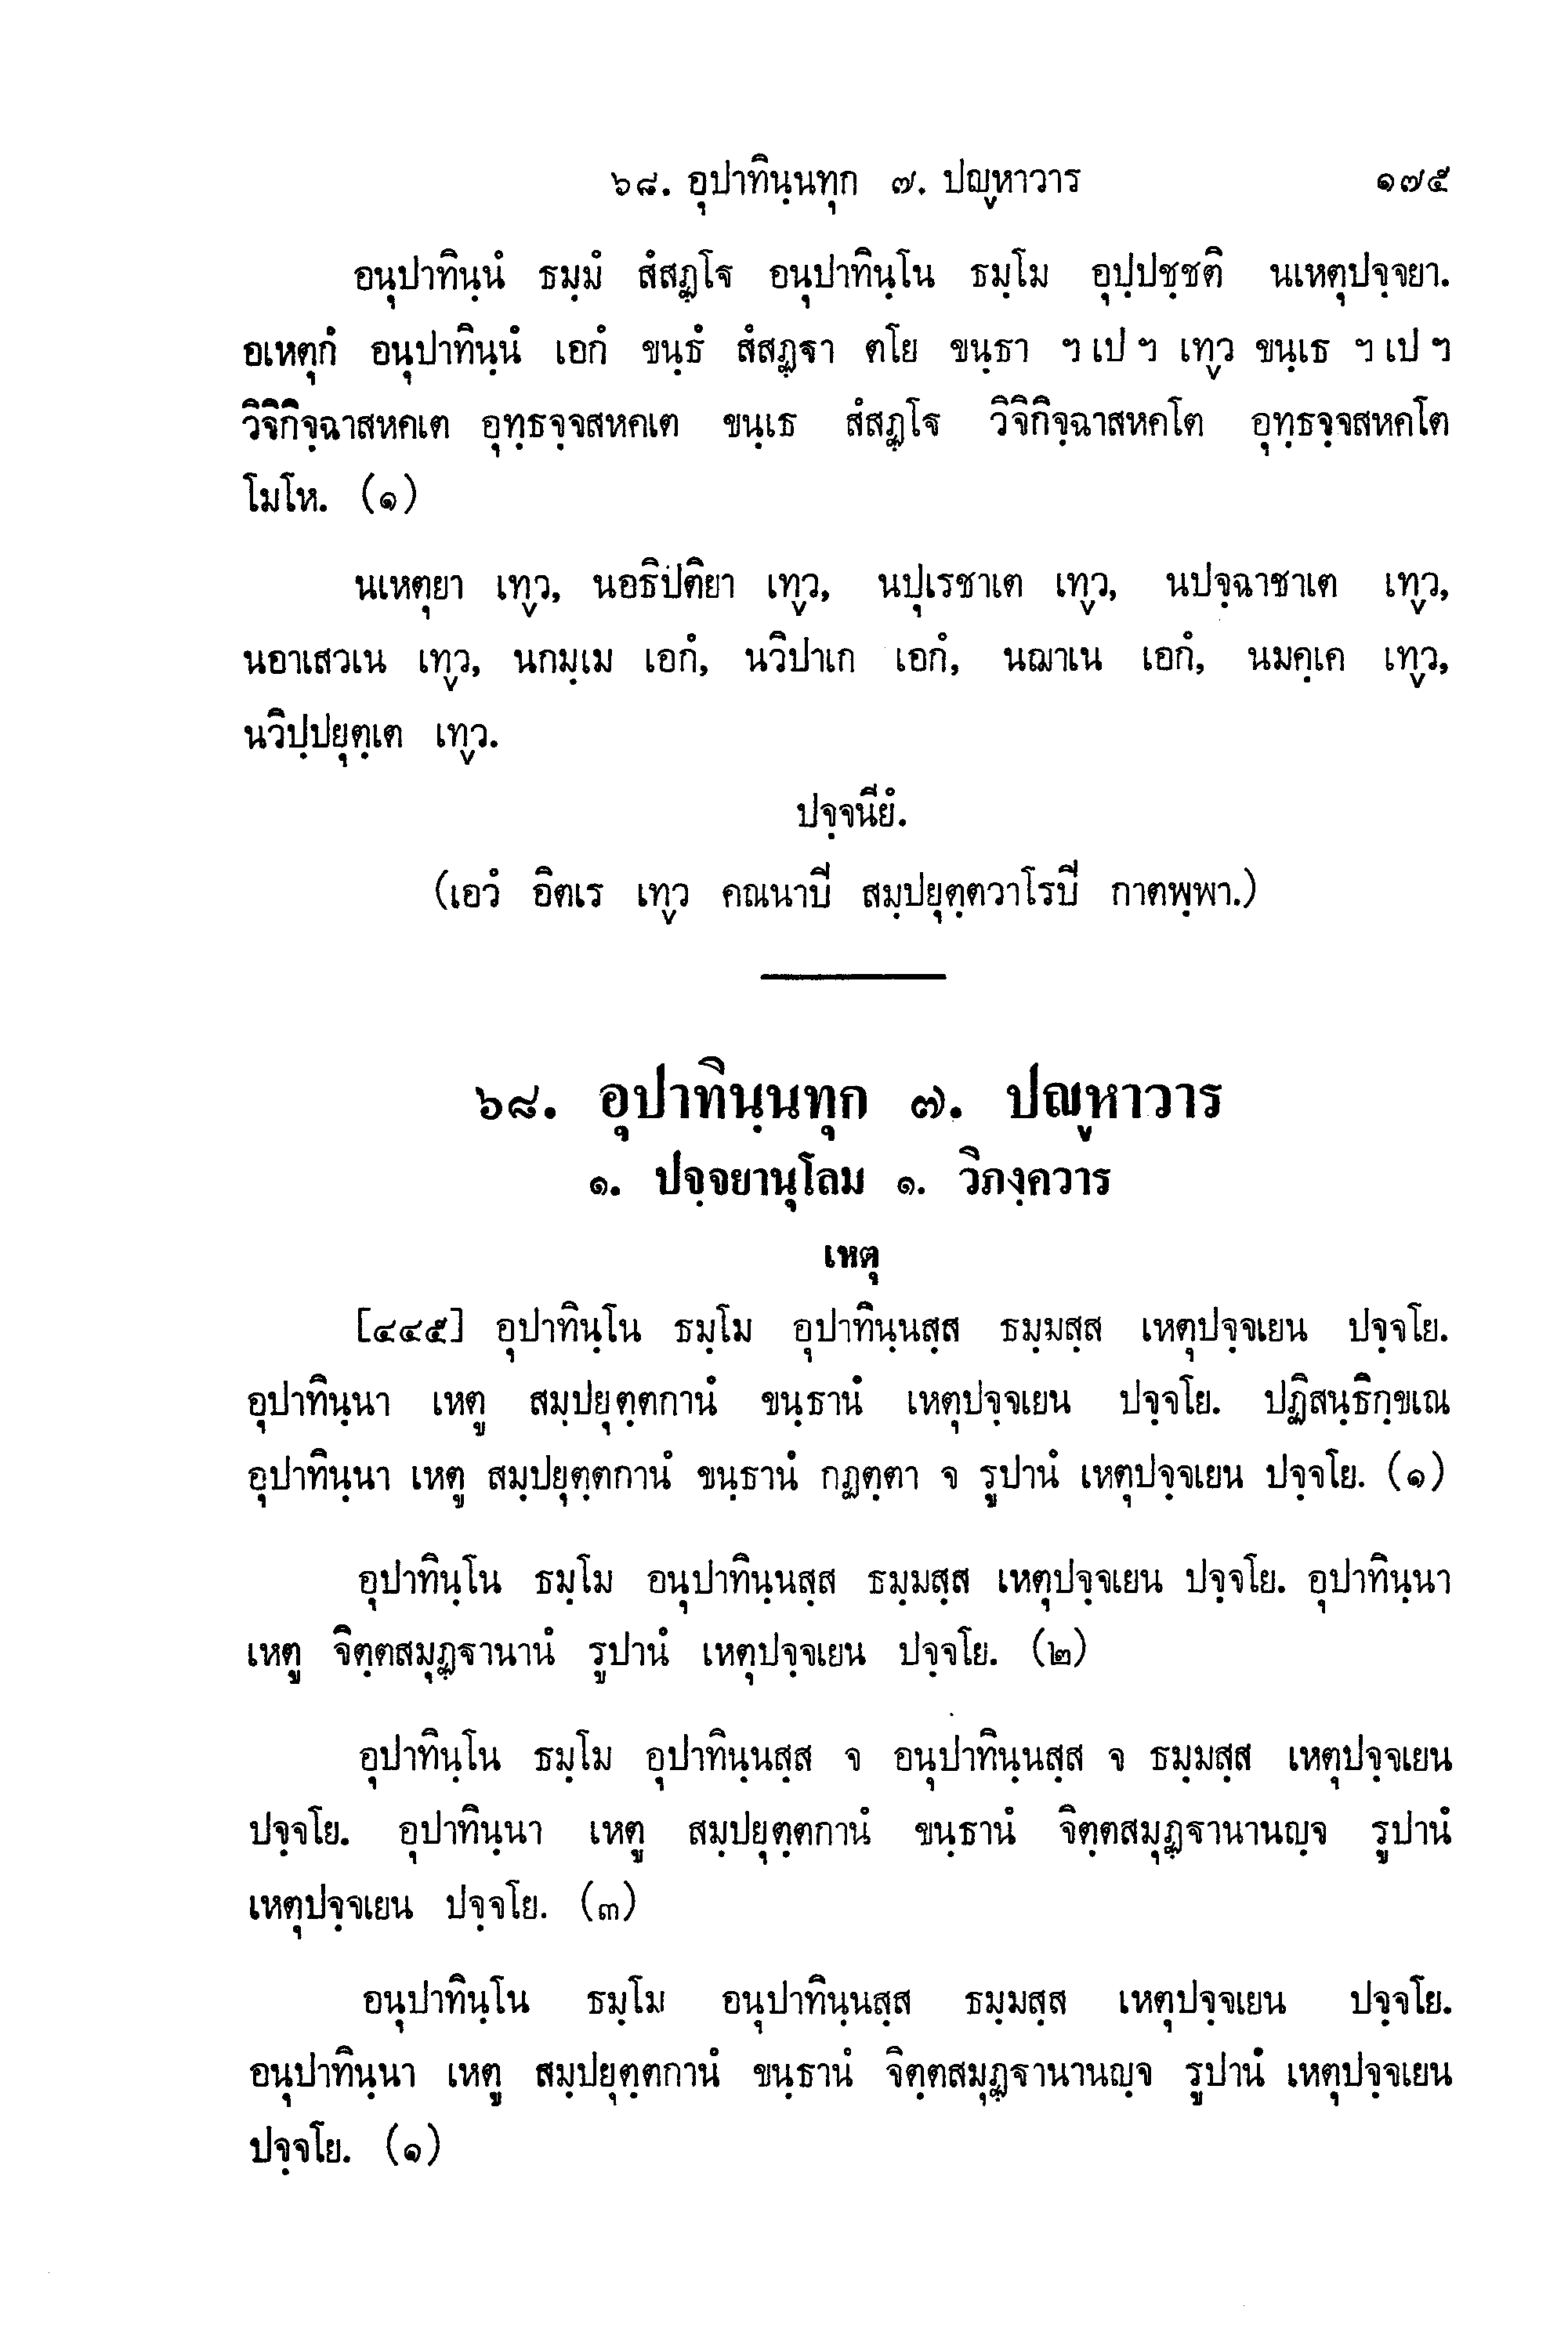 ๖๘. อุปาทินฺนทุก ๗. ปญฺหาวาร ๑๗๕
อนุปาทินฺนํ ธมฺมํ สํสฏฺโฐ อนุปาทินฺโน ธมฺโม อุปฺปชฺชติ นเหตุปจฺจยา.
อเหตุกํ อนุปาทินฺนํ เอกํ ขนฺธํ สํสฏฺฐา ตโย ขนฺธา ฯ เป ฯ เทฺว ขนฺเธ ฯ เป ฯ
วิจิกิจฺฉาสหคเต อุทฺธจฺจสหคเต ขนฺเธ สํสฏฺโฐ วิจิกิจฺฉาสหคโต อุทฺธจฺจสหคโต
โมโห. (๑)
นเหตุยา เทฺว, นอธิปติยา เทฺว, นปุเรชาเต เทฺว, นปจฺฉาชาเต เทฺว,
นอาเสวเน เทฺว, นกมฺเม เอกํ, นวิปาเก เอกํ, นฌาเน เอกํ, นมคฺเค เทฺว,
นวิปฺปยุตฺเต เทฺว.
ปจฺจนียํ.
(เอวํ อิตเร เทฺว คณนาปี สมฺปยุตฺตวาโรปี กาตพฺพา.)
๖๘. อุปาทินฺนทุก ๗. ปญฺหาวาร
๑. ปจฺจยานุโลม ๑. วิภงฺควาร
เหตุ
[๔๔๕] อุปาทินฺโน ธมฺโม อุปาทินฺนสฺส ธมฺมสฺส เหตุปจฺจเยน ปจฺจโย.
อุปาทินฺนา เหตู สมฺปยุตฺตกานํ ขนฺธานํ เหตุปจฺจเยน ปจฺจโย. ปฏิสนฺธิกฺขเณ
อุปาทินฺนา เหตู สมฺปยุตฺตกานํ ขนฺธานํ กฏตฺตา จ รูปานํ เหตุปจฺจเยน ปจฺจโย. (๑)
อุปาทินฺโน ธมฺโม อนุปาทินฺนสฺส ธมฺมสฺส เหตุปจฺจเยน ปจฺจโย. อุปาทินฺนา
เหตู จิตฺตสมุฏฺฐานานํ รูปานํ เหตุปจฺจเยน ปจฺจโย. (๒)
อุปาทินฺโน ธมฺโม อุปาทินฺนสฺส จ อนุปาทินฺนสฺส จ ธมฺมสฺส เหตุปจฺจเยน
ปจฺจโย. อุปาทินฺนา เหตู สมฺปยุตฺตกานํ ขนฺธานํ จิตฺตสมุฏฺฐานานญฺจ รูปานํ
เหตุปจฺจเยน ปจฺจโย. (๓)
อนุปาทินฺโน ธมฺโม อนุปาทินฺนสฺส ธมฺมสฺส เหตุปจฺจเยน ปจฺจโย.
อนุปาทินฺนา เหตู สมฺปยุตฺตกานํ ขนฺธานํ จิตฺตสมุฏฺฐานานญฺจ รูปานํ เหตุปจฺจเยน
ปจฺจโย. (๑)